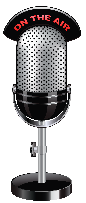 ON THE AIR